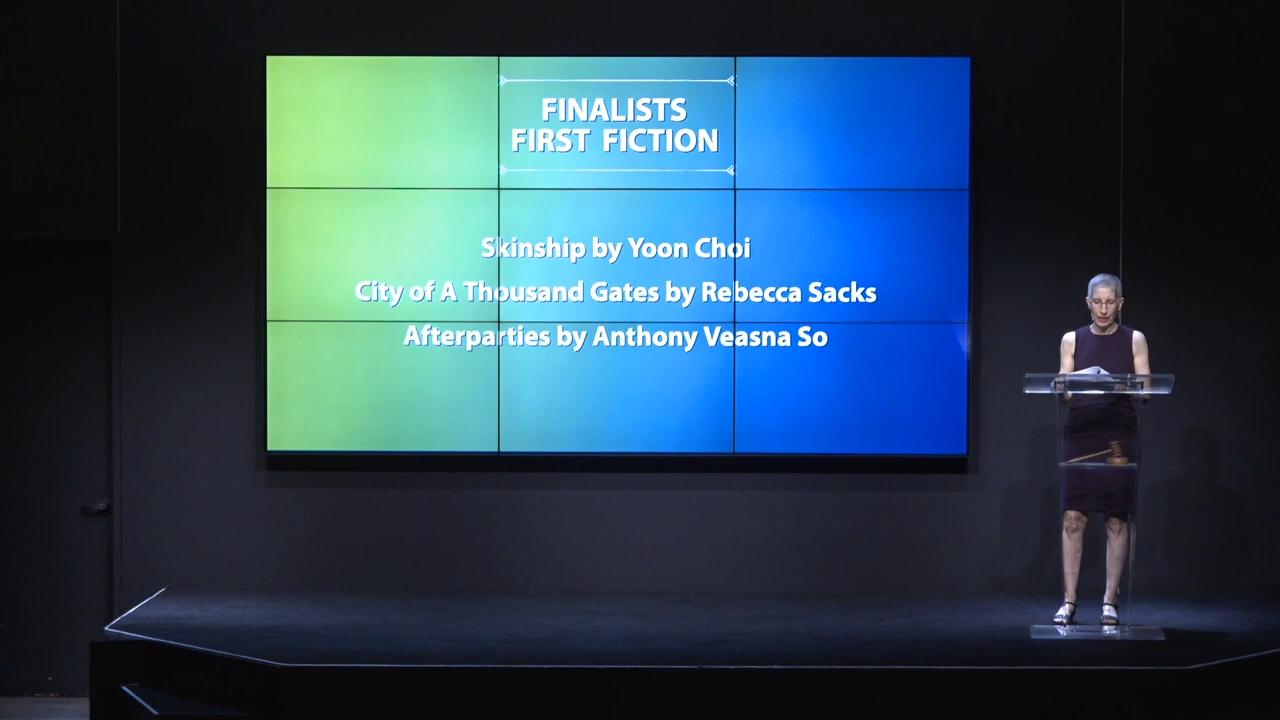 FINALISTS
FIRST FICTION
Skinship by Yoon Choi
City of A Thousand Gates by Rebecca Sacks
Afterparties by Anthony Veasna So